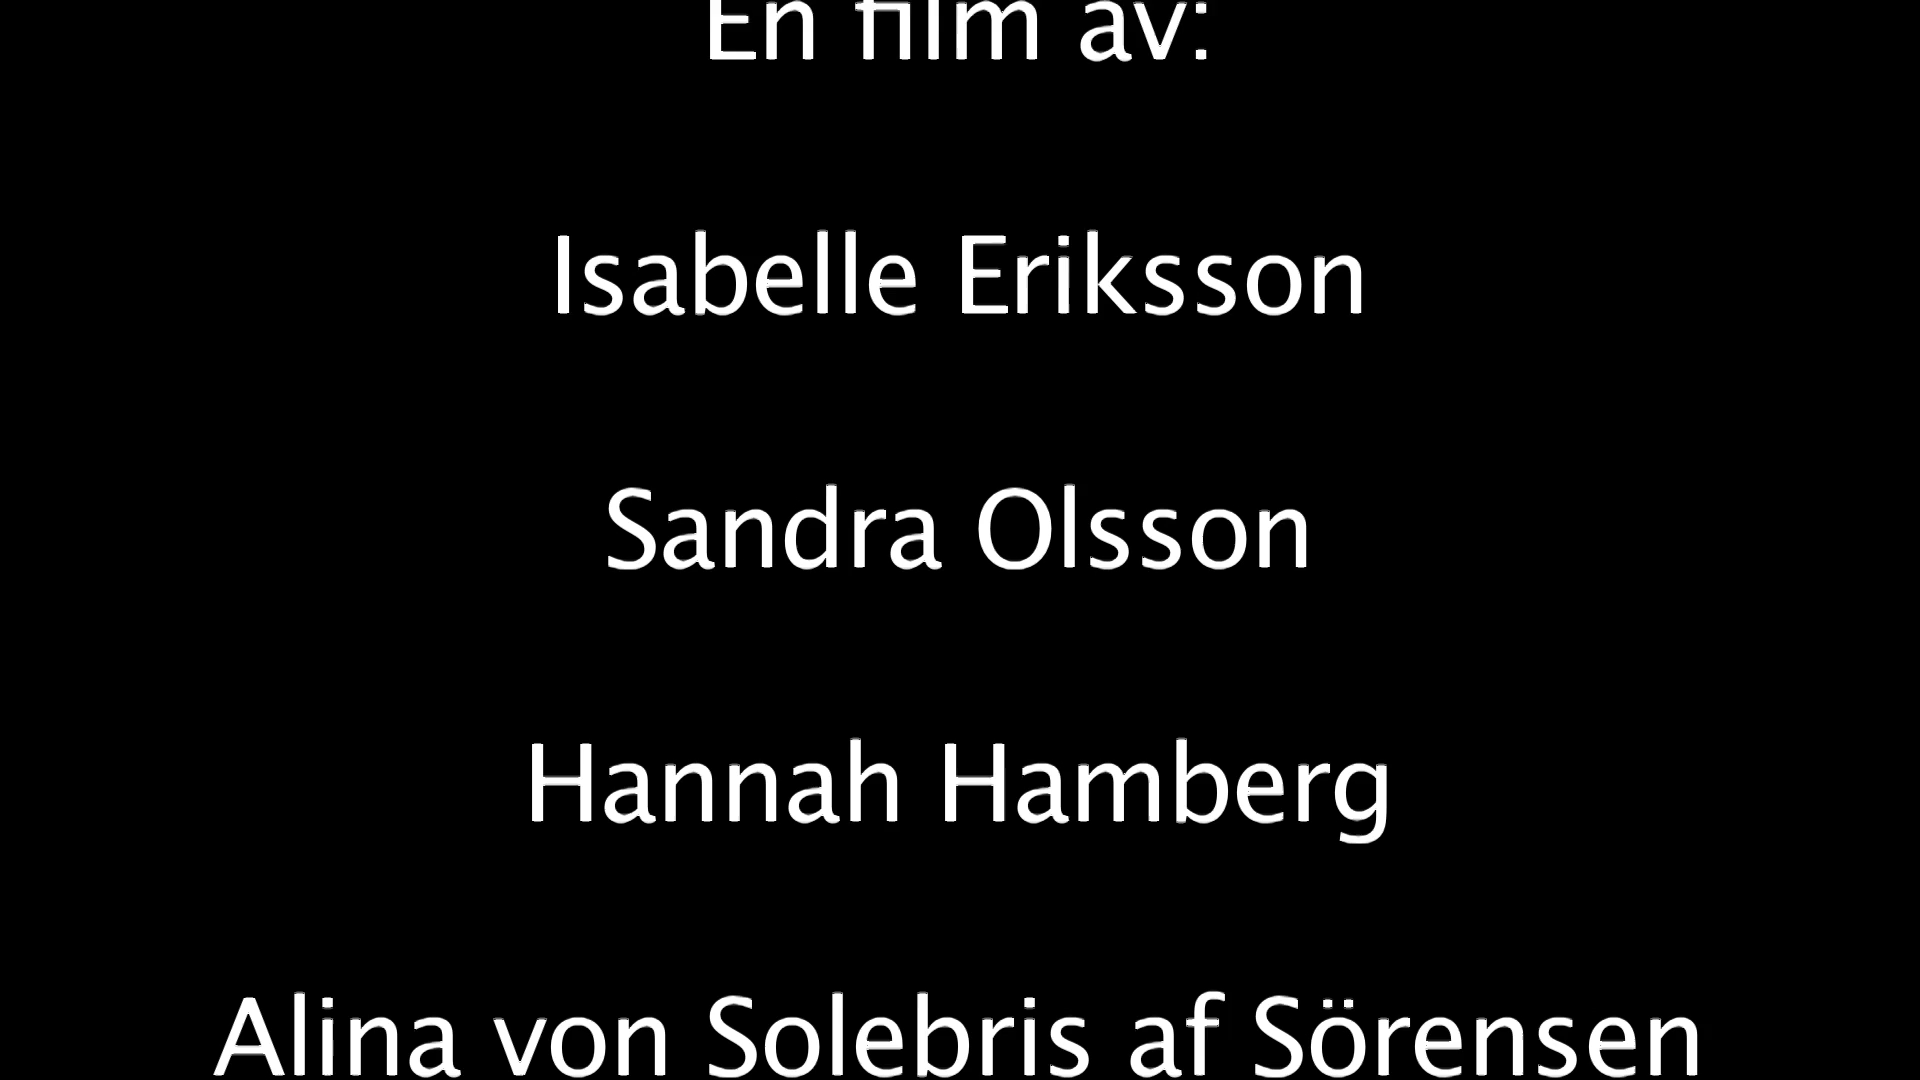 En film av:
Isabelle Eriksson
Sandra Olsson
Hannah Hamberg
Alina von Solebris af Sörensen